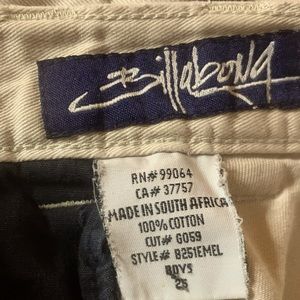 Billabong
RN# 99064
CA# 37757
MADE IN SOUTH AFRICA
100% COTTON
CUT# G059
STYLE# B251EMEL
BOYS
25